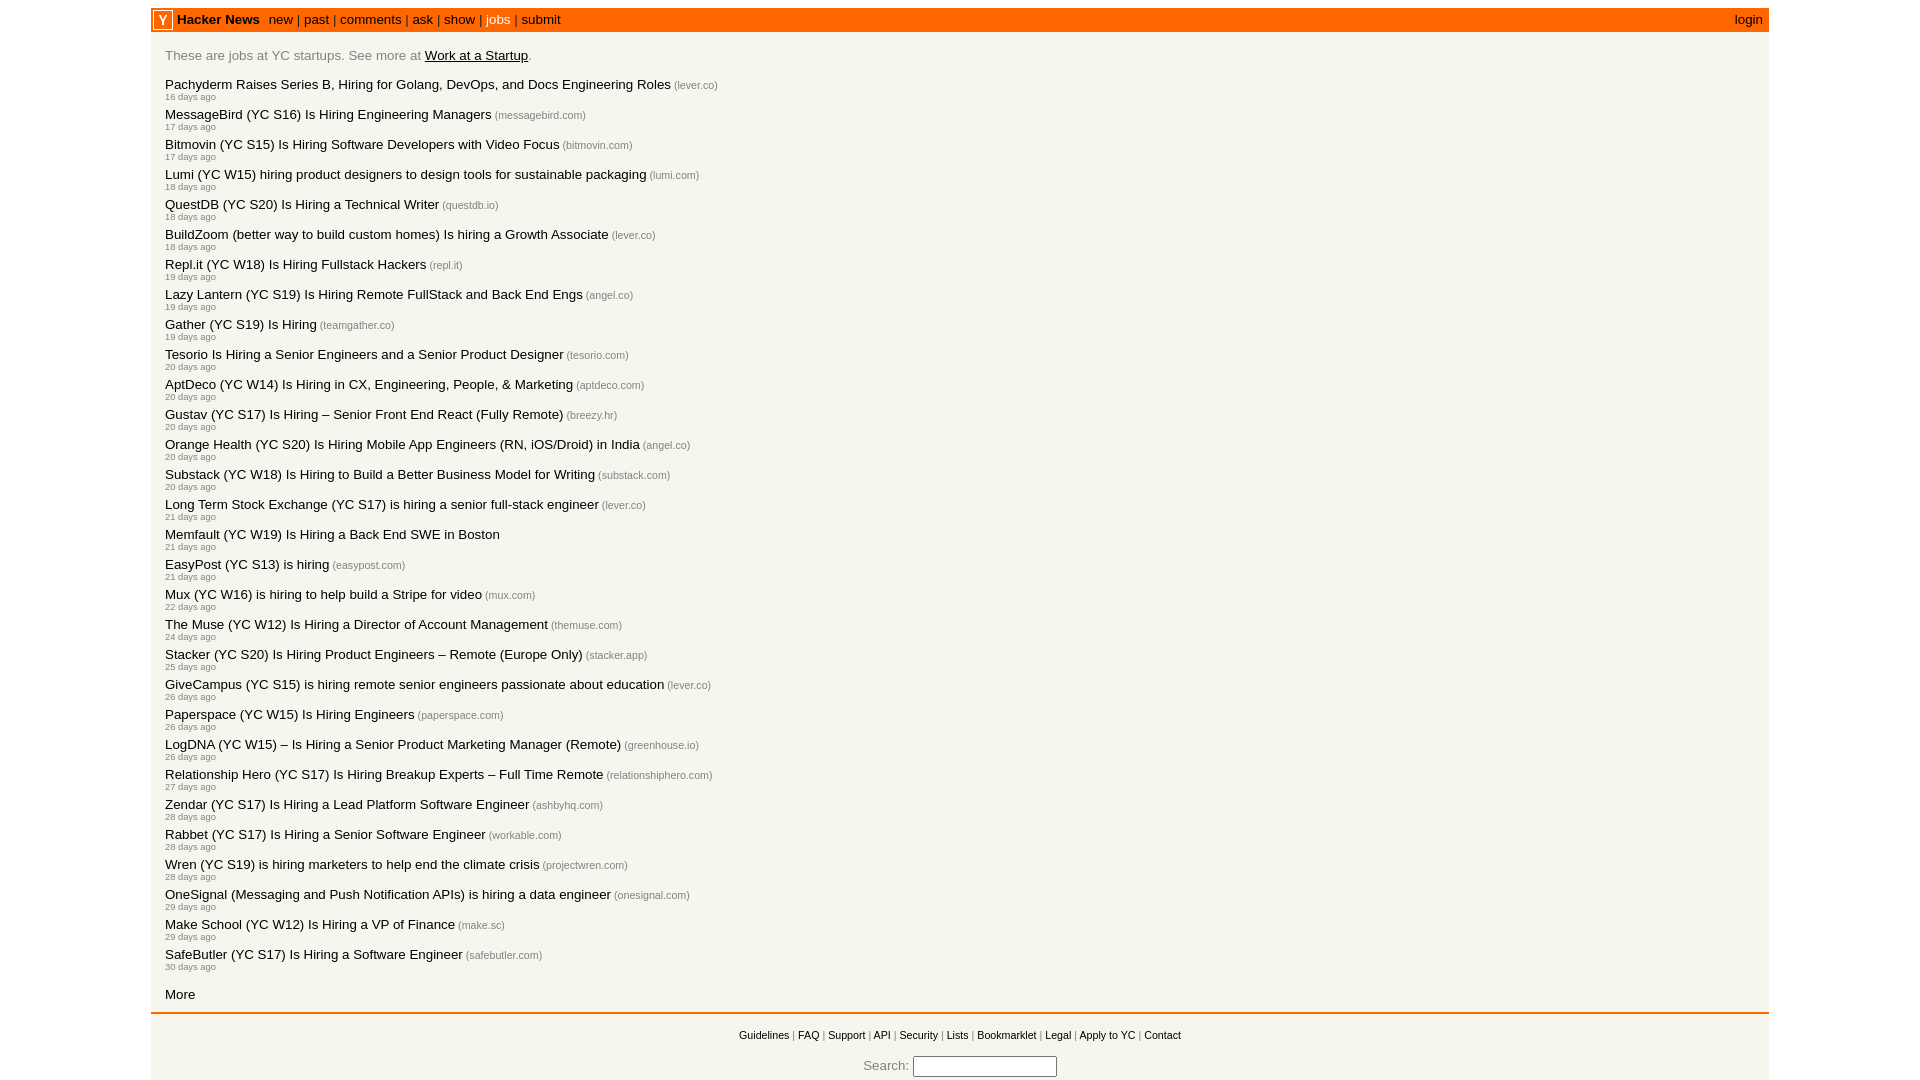 Y Hacker News new | past | comments | ask | show | jobs | submit login
These are jobs at YC startups. See more at Work at a Startup.
Pachyderm Raises Series B, Hiring for Golang, DevOps, and Docs Engineering Roles (lever.co)
16 days ago
MessageBird (YC S16) Is Hiring Engineering Managers (messagebird.com)
17 days ago
Bitmovin (YC S15) Is Hiring Software Developers with Video Focus (bitmovin.com)
17 days ago
Lumi (YC W15) hiring product designers to design tools for sustainable packaging (lumi.com)
18 days ago
QuestDB (YC S20) Is Hiring a Technical Writer (questdb.io)
18 days ago
BuildZoom (better way to build custom homes) Is hiring a Growth Associate (lever.co)
18 days ago
Repl.it (YC W18) Is Hiring Fullstack Hackers (repl.it)
19 days ago
Lazy Lantern (YC S19) Is Hiring Remote FullStack and Back End Engs (angel.co)
19 days ago
Gather (YC S19) Is Hiring (teamgather.co)
19 days ago
Tesorio Is Hiring a Senior Engineers and a Senior Product Designer (tesorio.com)
20 days ago
AptDeco (YC W14) Is Hiring in CX, Engineering, People, & Marketing (aptdeco.com)
20 days ago
Gustav (YC S17) Is Hiring – Senior Front End React (Fully Remote) (breezy.hr)
20 days ago
Orange Health (YC S20) Is Hiring Mobile App Engineers (RN, iOS/Droid) in India (angel.co)
20 days ago
Substack (YC W18) Is Hiring to Build a Better Business Model for Writing (substack.com)
20 days ago
Long Term Stock Exchange (YC S17) is hiring a senior full-stack engineer (lever.co)
21 days ago
Memfault (YC W19) Is Hiring a Back End SWE in Boston
21 days ago
EasyPost (YC S13) is hiring (easypost.com)
21 days ago
Mux (YC W16) is hiring to help build a Stripe for video (mux.com)
22 days ago
The Muse (YC W12) Is Hiring a Director of Account Management (themuse.com)
24 days ago
Stacker (YC S20) Is Hiring Product Engineers – Remote (Europe Only) (stacker.app)
25 days ago
GiveCampus (YC S15) is hiring remote senior engineers passionate about education (lever.co)
26 days ago
Paperspace (YC W15) Is Hiring Engineers (paperspace.com)
26 days ago
LogDNA (YC W15) – Is Hiring a Senior Product Marketing Manager (Remote) (greenhouse.io)
26 days ago
Relationship Hero (YC S17) Is Hiring Breakup Experts – Full Time Remote (relationshiphero.com)
27 days ago
Zendar (YC S17) Is Hiring a Lead Platform Software Engineer (ashbyhq.com)
28 days ago
Rabbet (YC S17) Is Hiring a Senior Software Engineer (workable.com)
28 days ago
Wren (YC S19) is hiring marketers to help end the climate crisis (projectwren.com)
28 days ago
OneSignal (Messaging and Push Notification APIs) is hiring a data engineer (onesignal.com)
29 days ago
Make School (YC W12) Is Hiring a VP of Finance (make.sc)
29 days ago
SafeButler (YC S17) Is Hiring a Software Engineer (safebutler.com)
30 days ago
More
Guidelines | FAQ | Support | API | Security | Lists | Bookmarklet | Legal | Apply to YC | Contact
Search: